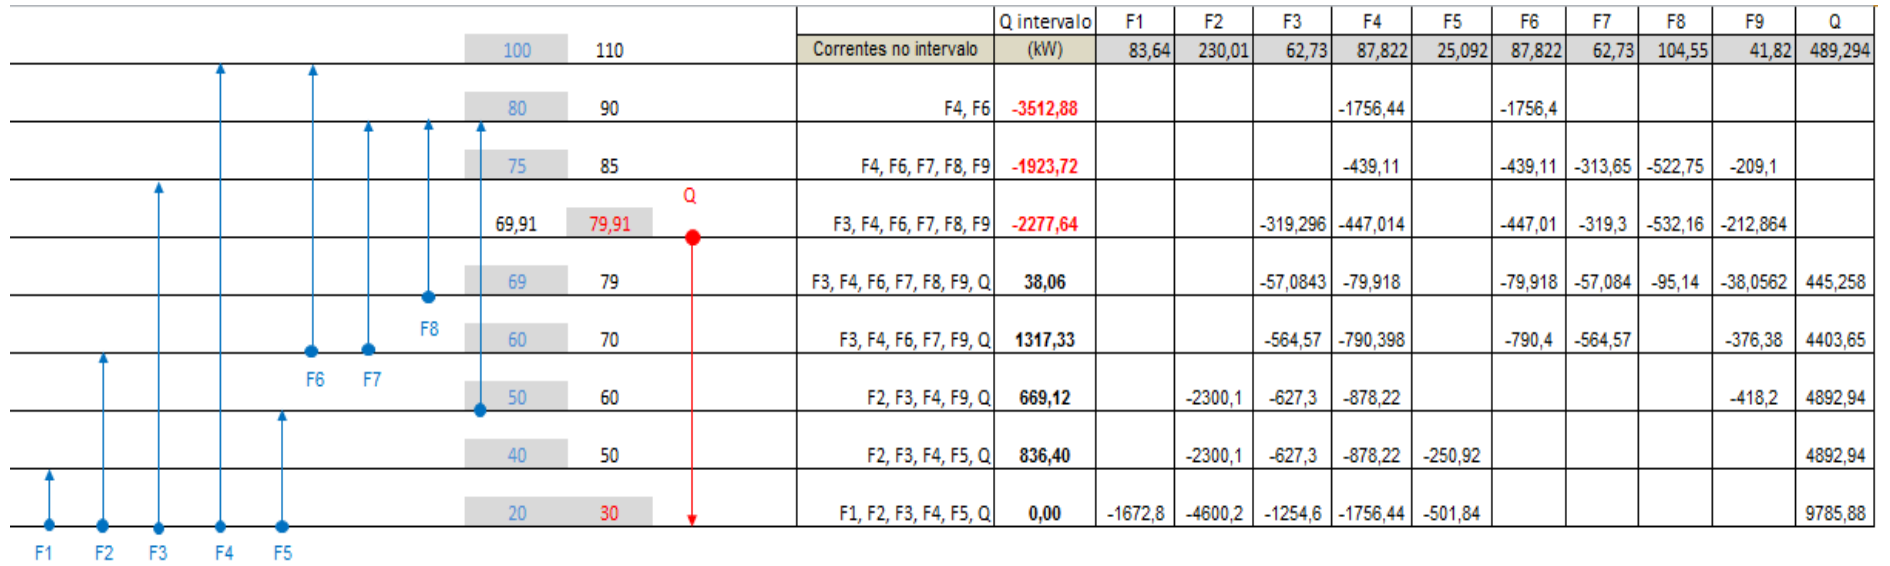 Q intervalo F1 F2 F3 F4 F5 F6 F7 F8 F9 Q
100 110 Correntes no intervalo (kW) 83,64 230,01 62,73 87,822 25,092 87,822 62,73 104,55 41,82 489,294
80 90 F4, F6 -3512,88 -1756,44 -1756,4
75 85 F4, F6, F7, F8, F9 -1923,72 -439,11 -439,11 -313,65 -522,75 -209,1
Q
69,91 79,91 F3, F4, F6, F7, F8, F9 -2277,64 -319,296 -447,014 -447,01 -319,3 -532,16 -212,864
69 79 F3, F4, F6, F7, F8, F9, Q 38,06 -57,0843 -79,918 -79,918 -57,084 -95,14 -38,0562 445,258
F8
60 70 F3, F4, F6, F7, F9, Q 1317,33 -564,57 -790,398 -790,4 -564,57 -376,38 4403,65
F6 F7
50 60 F2, F3, F4, F9, Q 669,12 -2300,1 -627,3 -878,22 -418,2 4892,94
40 50 F2, F3, F4, F5, Q 836,40 -2300,1 -627,3 -878,22 -250,92 4892,94
20 30 F1, F2, F3, F4, F5, Q 0,00 -1672,8 -4600,2 -1254,6 -1756,44 -501,84 9785,88
F1 F2 F3 F4 F5